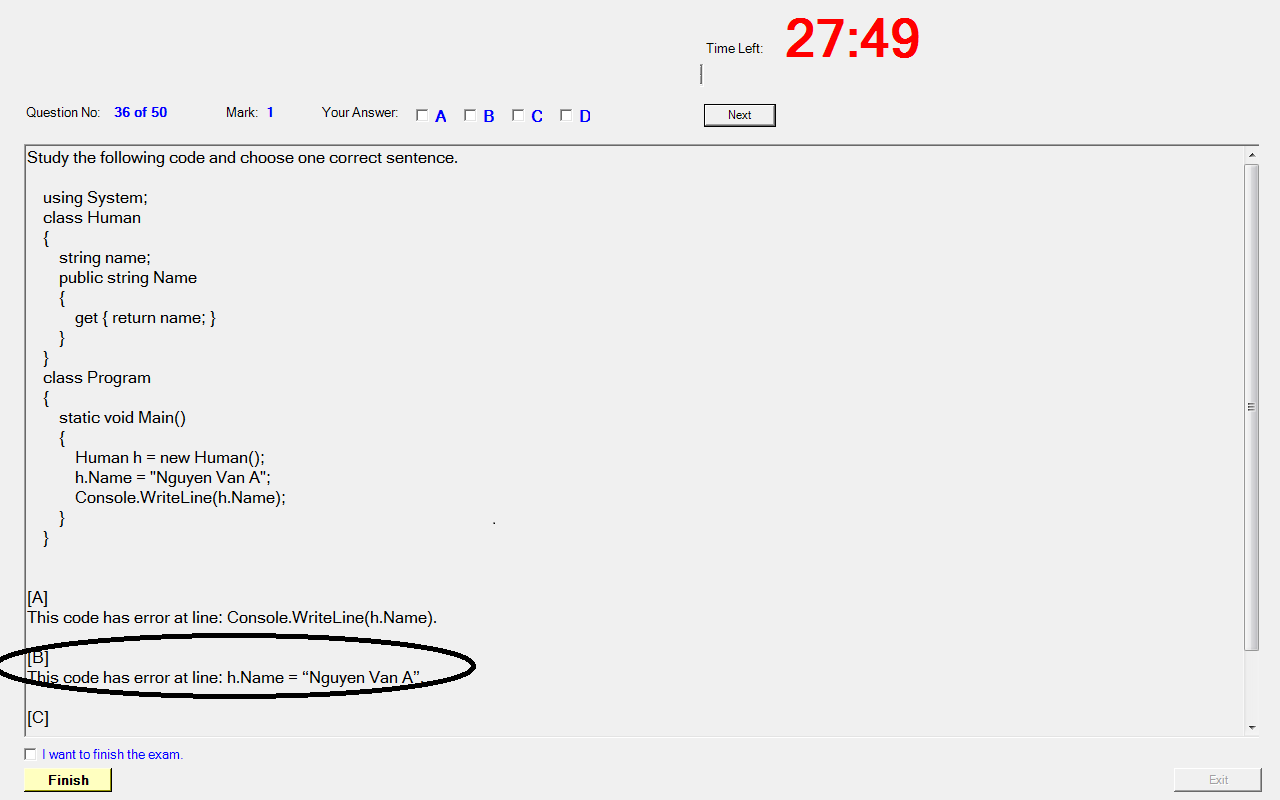 Time Left: 27:49
Question No: 36 of 50 Mark: 1 Your Answer: A B C D Next
Study the following code and choose one correct sentence.
using System;
class Human
{
string name;
public string Name
{
get { return name; }
}
}
class Program
{
static void Main()
{
Human h = new Human();
h.Name = "Nguyen Van A";
Console.WriteLine(h.Name);
}
}
[A]
This code has error at line: Console.WriteLine(h.Name).
[B]
This code has error at line: h.Name = “Nguyen Van A”.
[C]
I want to finish the exam.
Finish Exit